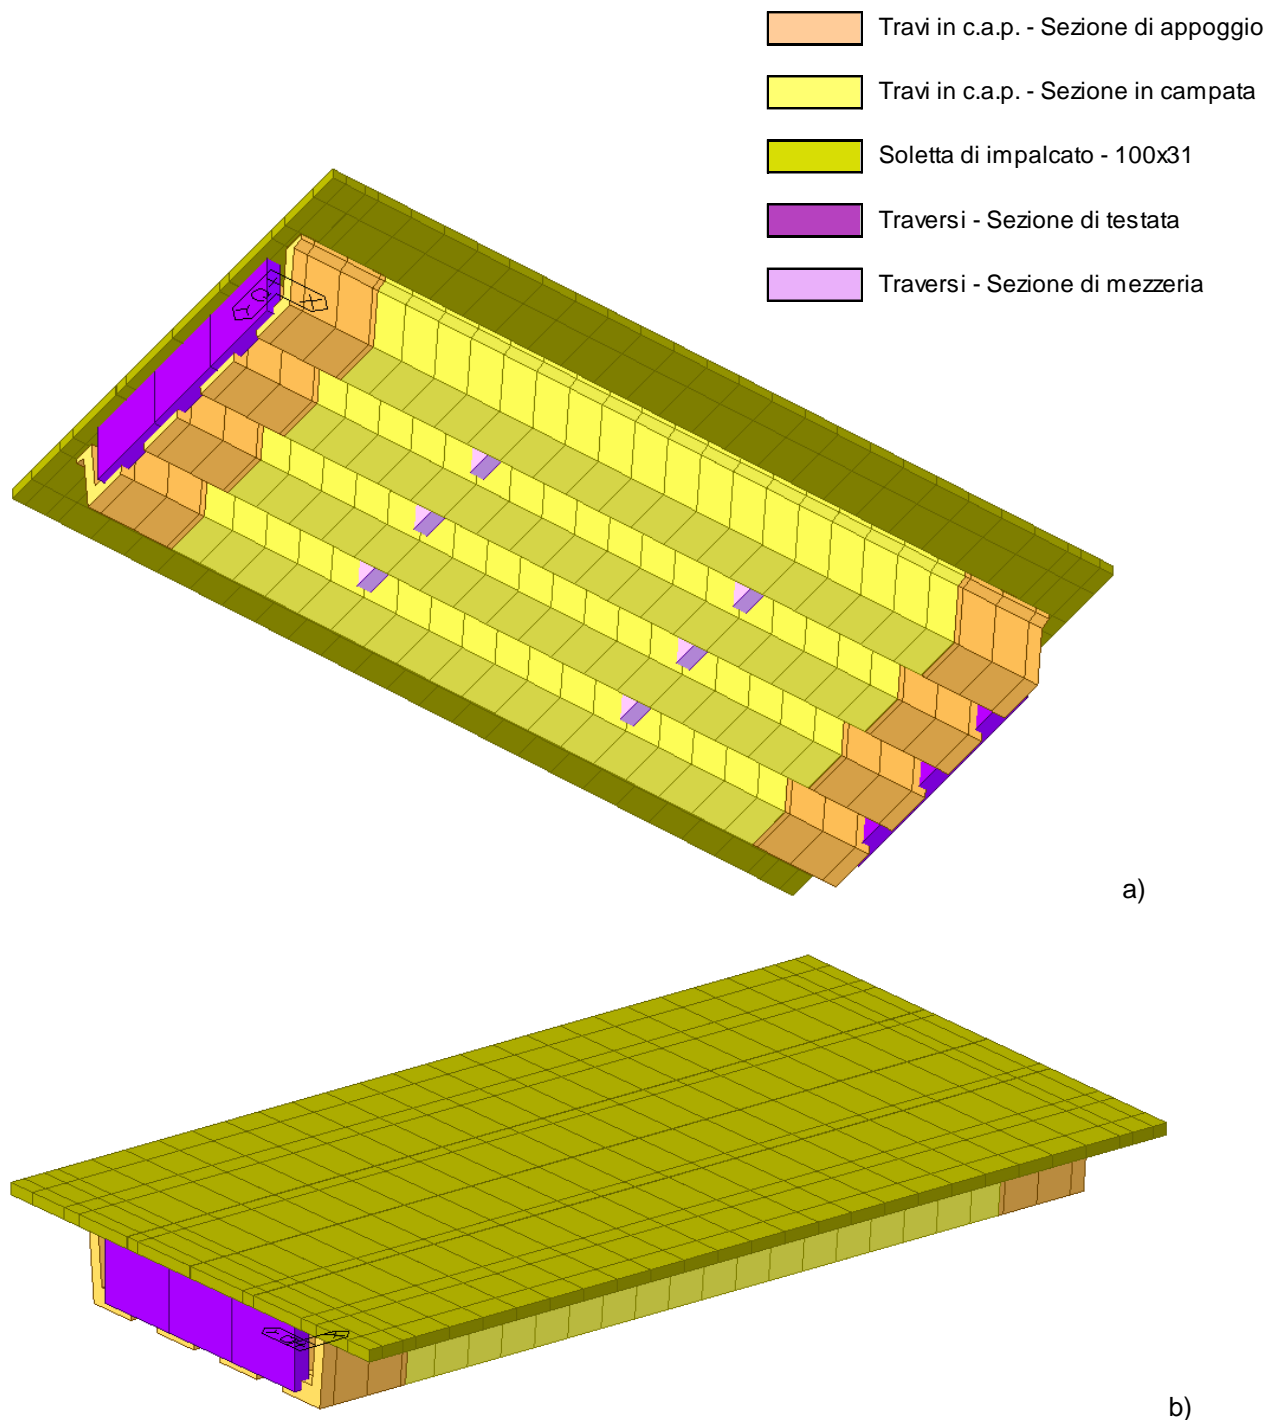 Travi in c.a.p. - Sezione di appoggio
Travi in c.a.p. - Sezione in campata
Soletta di impalcato - 100x31
Traversi - Sezione di testata
Traversi - Sezione di mezzeria
a)
b)